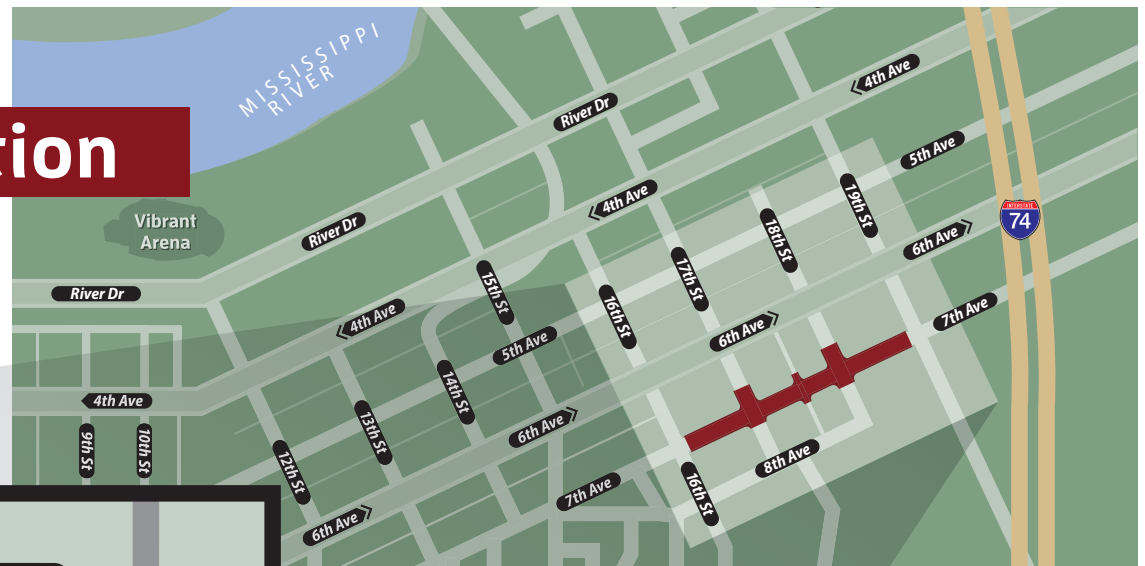 MISSISSIPPI
RIVER
4th Ave
River Dr
tion
5th Ave
19th St
4th Ave
INTERSTATE
74
Vibrant
Arena
River Dr
18th St
6th Ave
17th St
River Dr
15th St
16th St
7th Ave
4th Ave
6th Ave
5th Ave
14th St
4th Ave
13th St
6th Ave
9th St
10th St
12th St
8th Ave
7th Ave
16th St
6th Ave